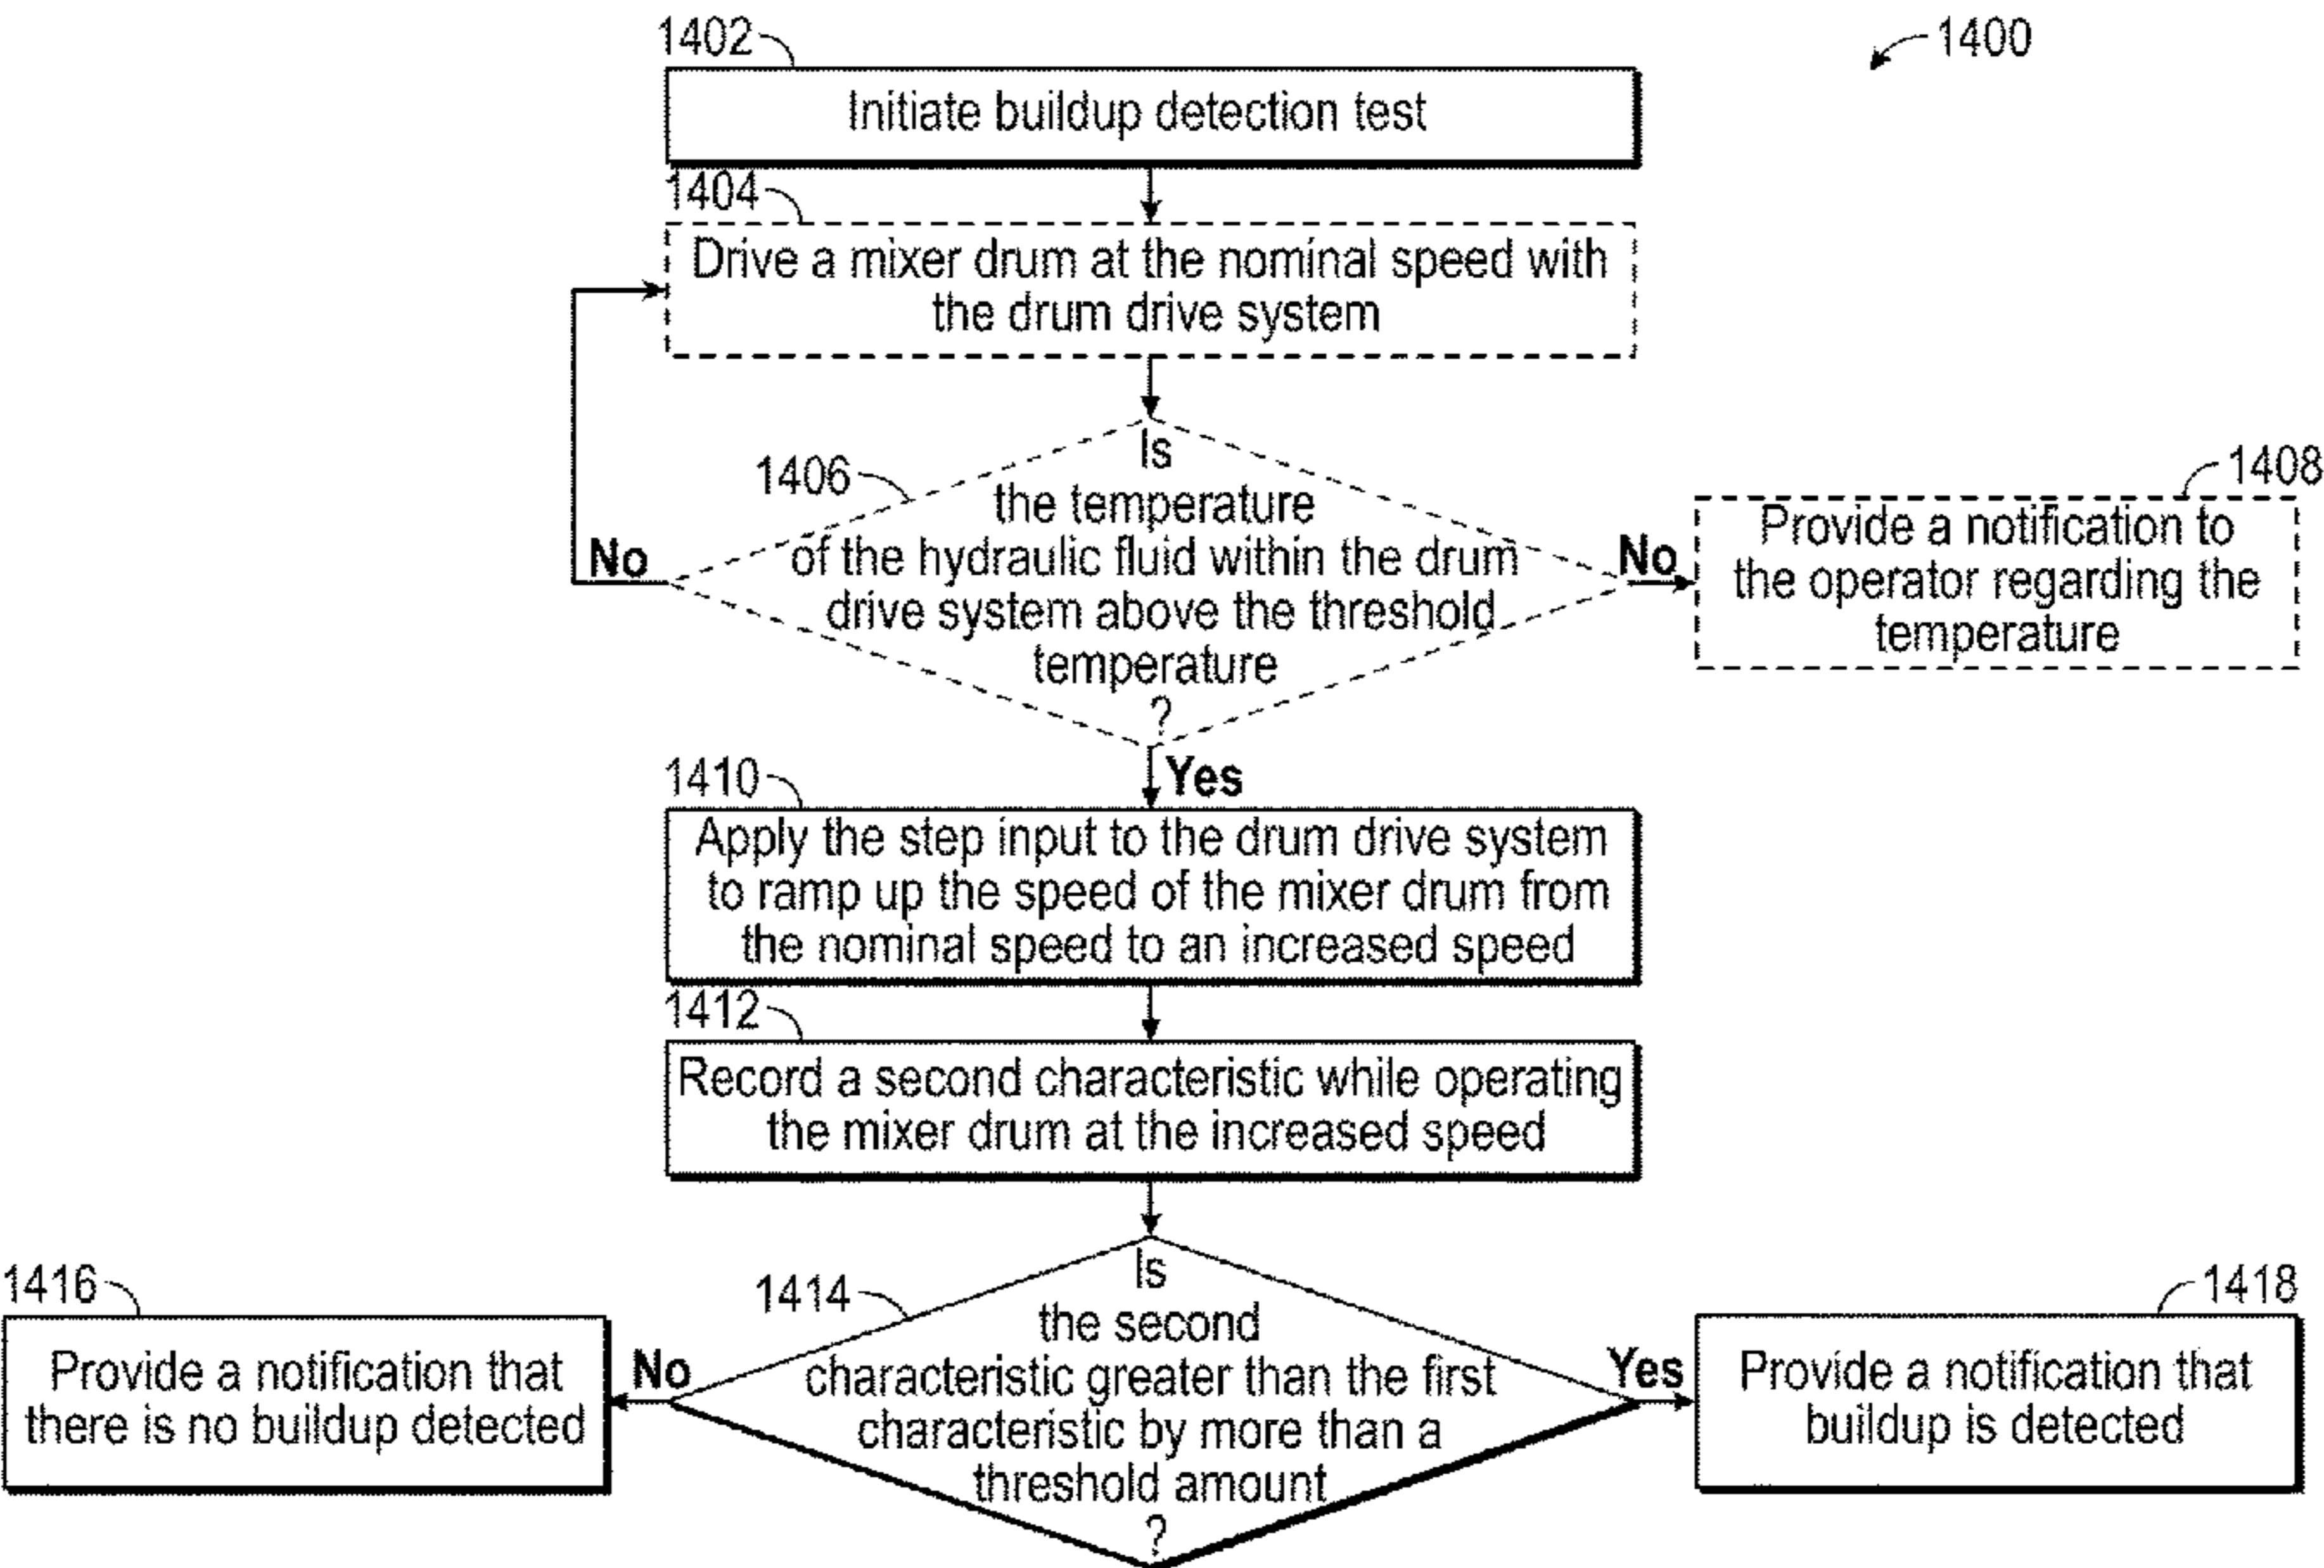 1402
1400
Initiate buildup detection test
1404
Drive a mixer drum at the nominal speed with
the drum drive system
1406
Is
the temperature
of the hydraulic fluid within the drum
drive system above the threshold
temperature
?
No
No
1408
Provide a notification to
the operator regarding the
temperature
Yes
1410
Apply the step input to the drum drive system
to ramp up the speed of the mixer drum from
the nominal speed to an increased speed
1412
Record a second characteristic while operating
the mixer drum at the increased speed
1414
Is
the second
characteristic greater than the first
characteristic by more than a
threshold amount
?
No
1416
Provide a notification that
there is no buildup detected
Yes
1418
Provide a notification that
buildup is detected